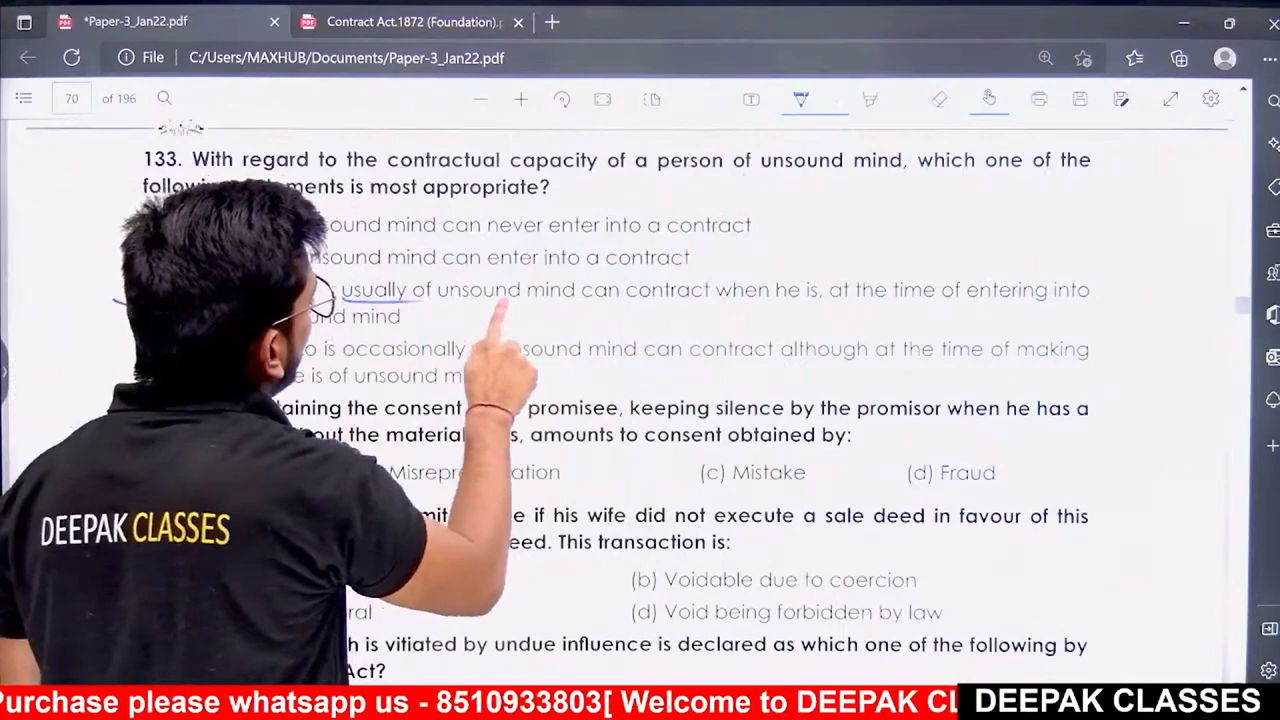 *Paper-3_Jan22.pdf
Contract Act.1872 (Foundation).p
File C:/Users/MAXHUB/Documents/Paper-3_Jan22.pdf
70 of 196
133. With regard to the contractual capacity of a person of unsound mind, which one of the
ments is most appropriate?
sound mind can never enter into a contract
nsound mind can enter into a contract
usually of unsound mind can contract when he is, at the time of entering into
mind
is occasionally sound mind can contract although at the time of making
e is of unsound
taining the consent promisee, keeping silence by the promisor when he has a
out the material , amounts to consent obtained by:
(c) Mistake (d) Fraud
if his wife did not execute a sale deed in favour of this
eed. This transaction is:
(b) Voidable due to coercion
ral (d) Void being forbidden by law
h is vitiated by undue influence is declared as which one of the following by
Act?
DEEPAK CLASSES
Purchase please whatsapp us - 8510933803[ Welcome to DEEPAK CL
DEEPAK CLASSES